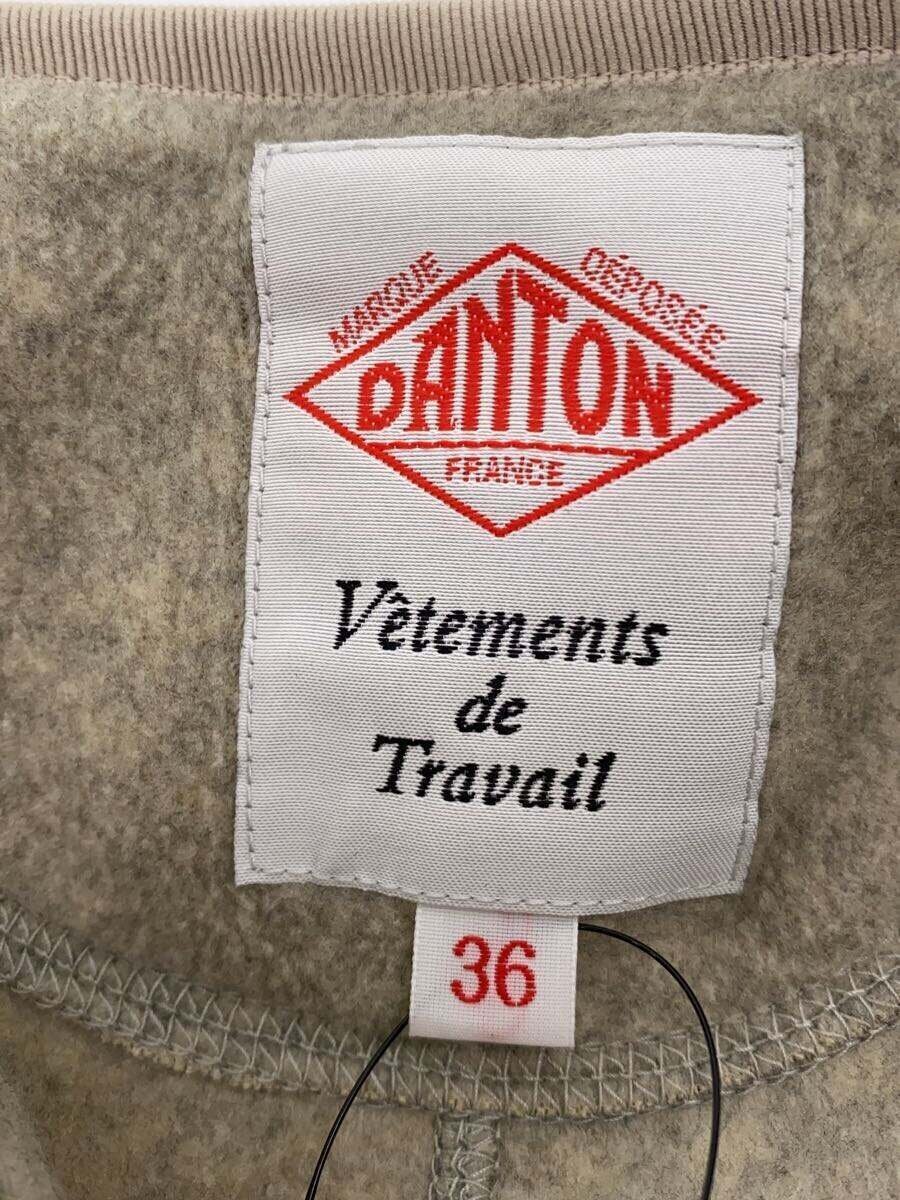 MARQUE DÉPOSÉE
DANTON
FRANCE
Vêtements
de
Travail
36